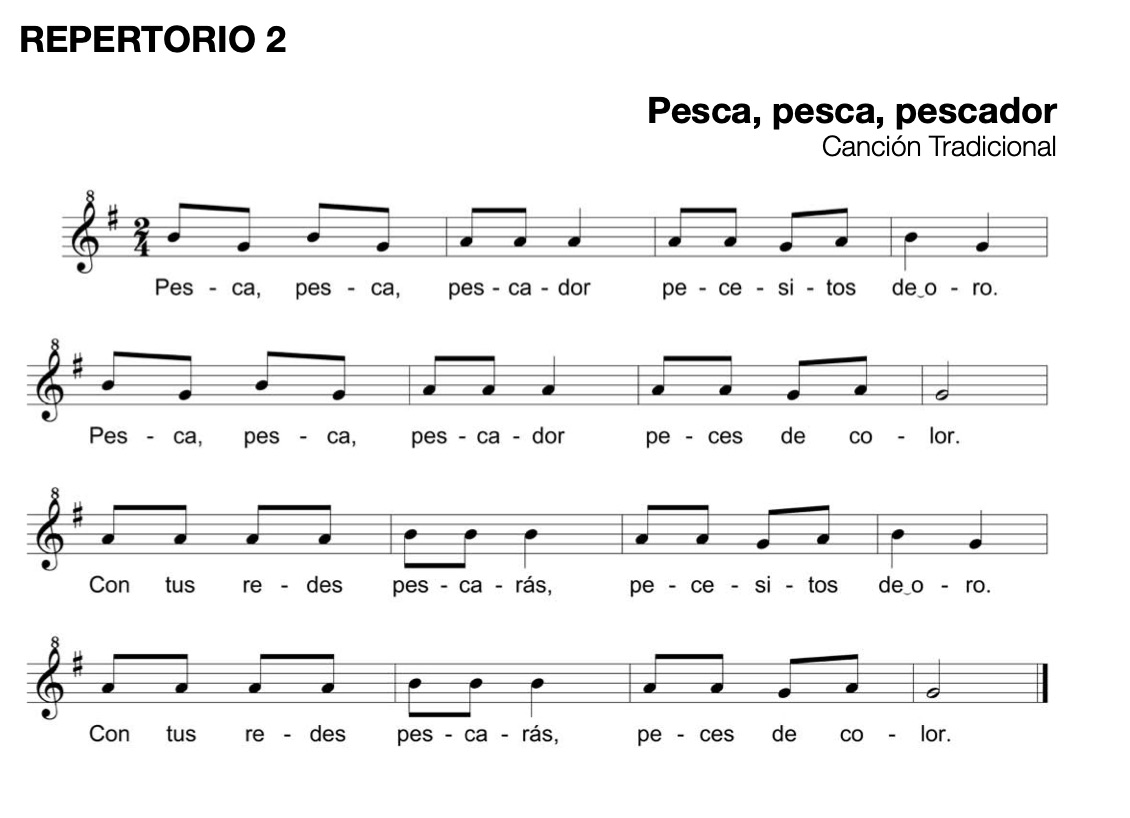 REPERTORIO 2
Pesca, pesca, pescador
Canción Tradicional
8
2
4
Pes - ca, pes - ca, pes - ca - dor pe - ce - si - tos de‿o - ro.
8
Pes - ca, pes - ca, pes - ca - dor pe - ces de co - lor.
8
Con tus re - des pes - ca - rás, pe - ce - si - tos de‿o - ro.
8
Con tus re - des pes - ca - rás, pe - ces de co - lor.